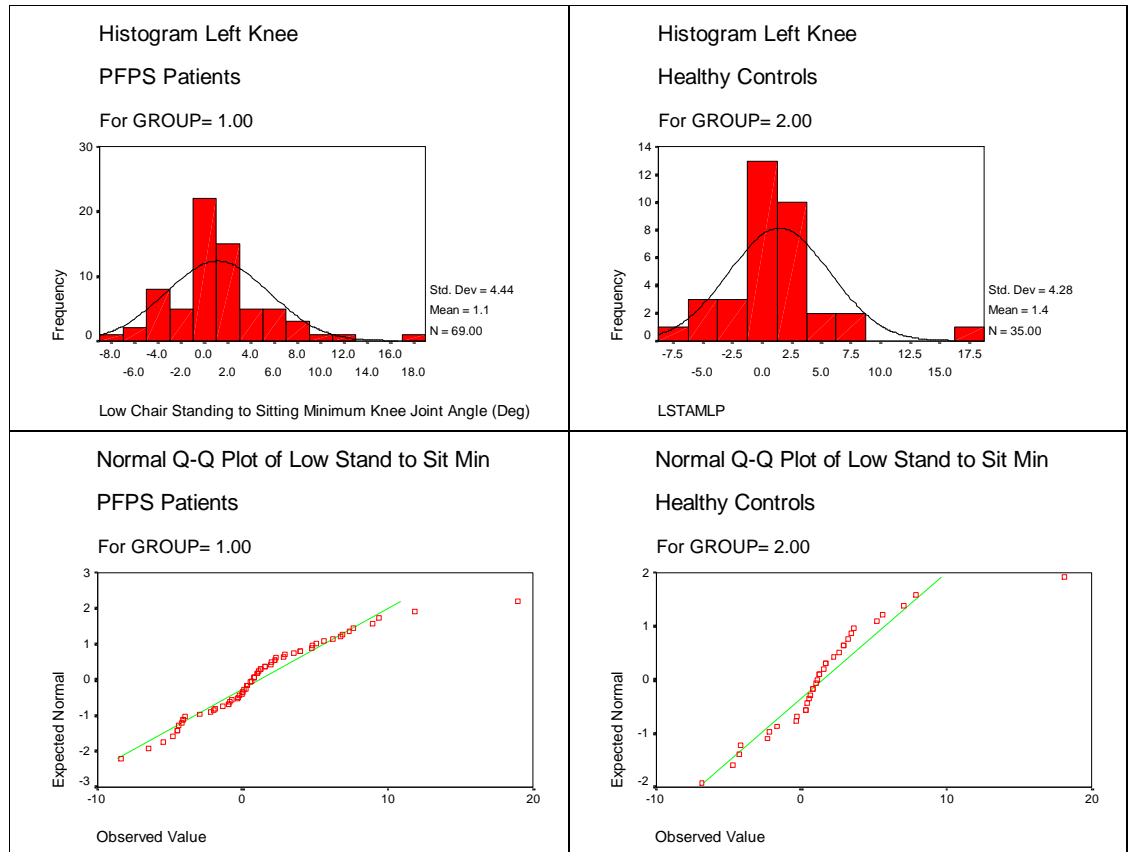 Histogram Left Knee
PFPS Patients
For GROUP= 1.00
30
20
10
0
Frequency
-8.0 -4.0 0.0 4.0 8.0 12.0 16.0
-6.0 -2.0 2.0 6.0 10.0 14.0 18.0
Std. Dev = 4.44
Mean = 1.1
N = 69.00
Low Chair Standing to Sitting Minimum Knee Joint Angle (Deg)
Histogram Left Knee
Healthy Controls
For GROUP= 2.00
14
12
10
8
6
4
2
0
Frequency
-7.5 -2.5 2.5 7.5 12.5 17.5
-5.0 0.0 5.0 10.0 15.0
Std. Dev = 4.28
Mean = 1.4
N = 35.00
LSTAMLP
Normal Q-Q Plot of Low Stand to Sit Min
PFPS Patients
For GROUP= 1.00
3
2
1
0
-1
-2
-3
Expected Normal
-10 0 10 20
Observed Value
Normal Q-Q Plot of Low Stand to Sit Min
Healthy Controls
For GROUP= 2.00
2
1
0
-1
-2
Expected Normal
-10 0 10 20
Observed Value